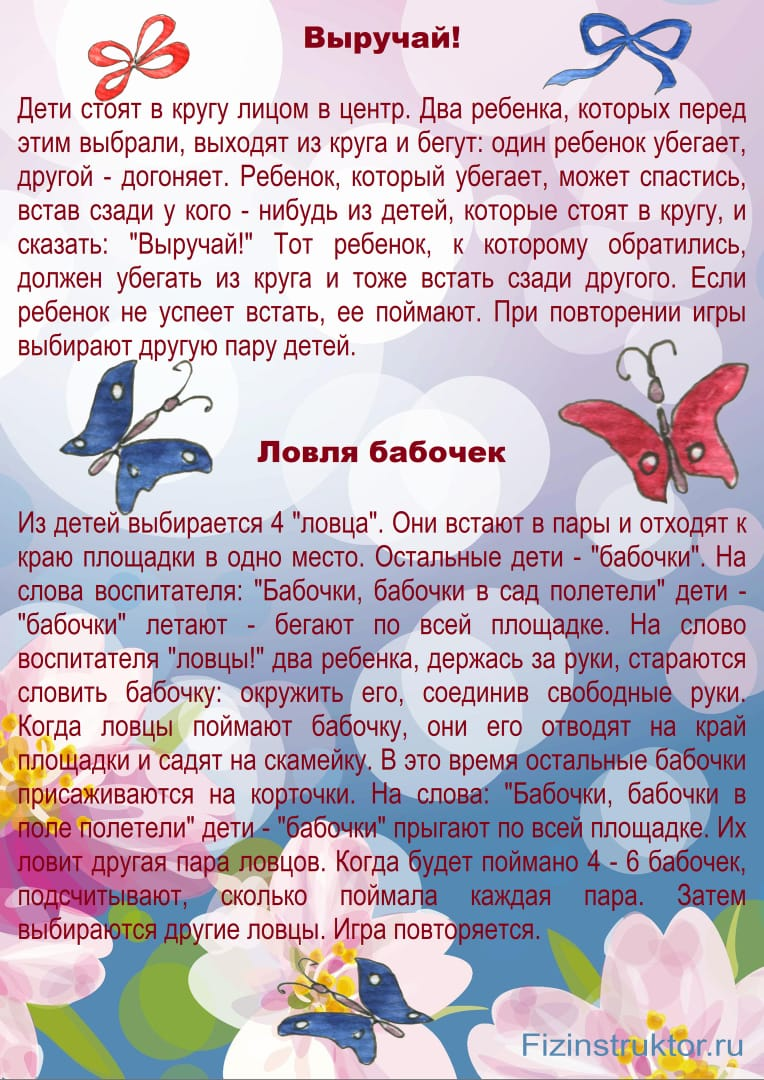 Выручай!
Дети стоят в кругу лицом в центр. Два ребенка, которых перед
этим выбрали, выходят из круга и бегут: один ребенок убегает,
другой - догоняет. Ребенок, который убегает, может спастись,
встав сзади у кого - нибудь из детей, которые стоят в кругу, и
сказать: "Выручай!" Тот ребенок, к которому обратились,
должен убегать из круга и тоже встать сзади другого. Если
ребенок не успеет встать, ее поймают. При повторении игры
выбирают другую пару детей.
Ловля бабочек
Из детей выбирается 4 "ловца". Они встают в пары и отходят к
краю площадки в одно место. Остальные дети - "бабочки". На
слова воспитателя: "Бабочки, бабочки в сад полетели" дети -
"бабочки" летают - бегают по всей площадке. На слово
воспитателя "ловцы!" два ребенка, держась за руки, стараются
словить бабочку: окружить его, соединив свободные руки.
Когда ловцы поймают бабочку, они его отводят на край
площадки и садят на скамейку. В это время остальные бабочки
присаживаются на корточки. На слова: "Бабочки, бабочки в
поле полетели" дети - "бабочки" прыгают по всей площадке. Их
ловит другая пара ловцов. Когда будет поймано 4 - 6 бабочек,
подсчитывают, сколько поймала каждая пара. Затем
выбираются другие ловцы. Игра повторяется.
Fizinstruktor.ru